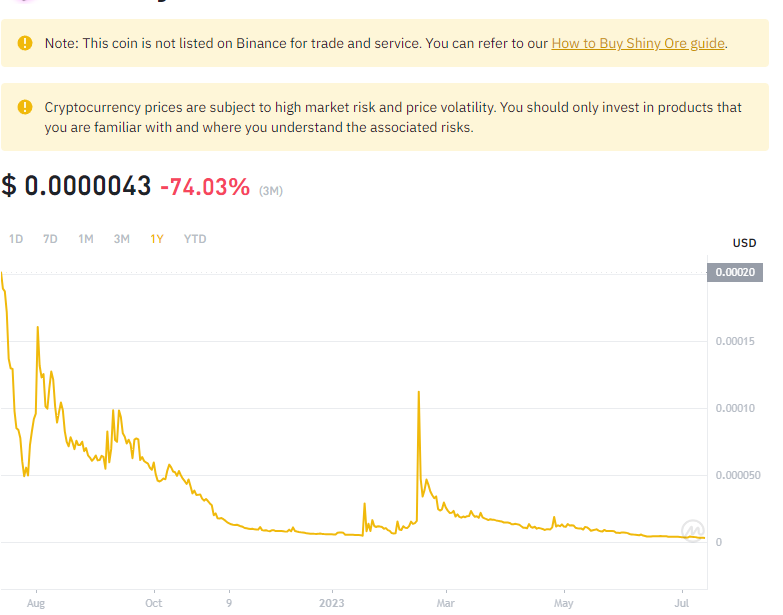 Note: This coin is not listed on Binance for trade and service. You can refer to our How to Buy Shiny Ore guide.
Cryptocurrency prices are subject to high market risk and price volatility. You should only invest in products that
you are familiar with and where you understand the associated risks.
$ 0.0000043 -74.03% (3M)
1D 7D 1M 3M 1Y YTD
USD
0.00020
0.00015
0.00010
0.000050
0
Aug Oct 9 2023 Mar May Jul